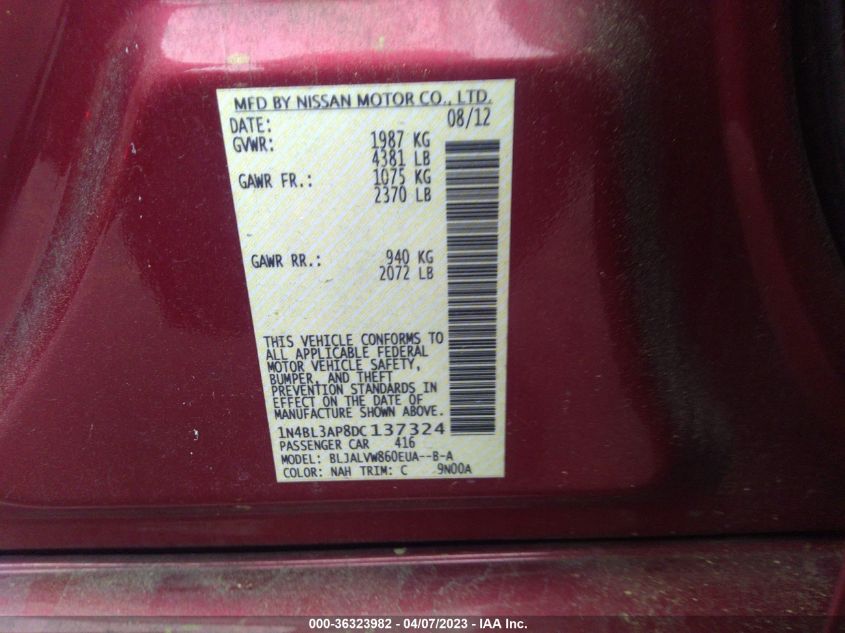 MFD BY NISSAN MOTOR CO., LTD.
DATE: 08/12
GVWR: 1987 KG
4381 LB
GAWR FR.: 1075 KG
2370 LB
GAWR RR.: 940 KG
2072 LB
THIS VEHICLE CONFORMS TO
ALL APPLICABLE FEDERAL
MOTOR VEHICLE SAFETY,
BUMPER, AND THEFT
PREVENTION STANDARDS IN
EFFECT ON THE DATE OF
MANUFACTURE SHOWN ABOVE.
1N4BL3AP8DC137324
PASSENGER CAR 416
MODEL: BLJALVW860EUA--B-A
COLOR: NAH TRIM: C 9N00A
000-36323982 - 04/07/2023 - IAA Inc.